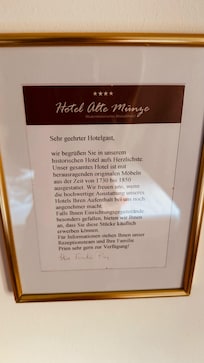 ★★★★
Hotel Alte Münze
Sehr geehrter Hotelgast,
wir begrüßen Sie in unserem
historischen Hotel aufs Herzlichste.
Unser gesamtes Hotel ist mit
herausragenden originalen Möbeln
aus der Zeit von 1730 bis 1850
ausgestattet. Wir freuen uns, wenn
die hochwertige Ausstattung unseres
Hotels Ihren Aufenthalt bei uns noch
angenehmer macht.
Falls Ihnen Einrichtungsgegenstände
besonders gefallen, bieten wir Ihnen
an, dass Sie diese Stücke käuflich
erwerben können.
Für Informationen stehen Ihnen unser
Rezeptionsteam und Ihre Familie
Prien sehr gern zur Verfügung!